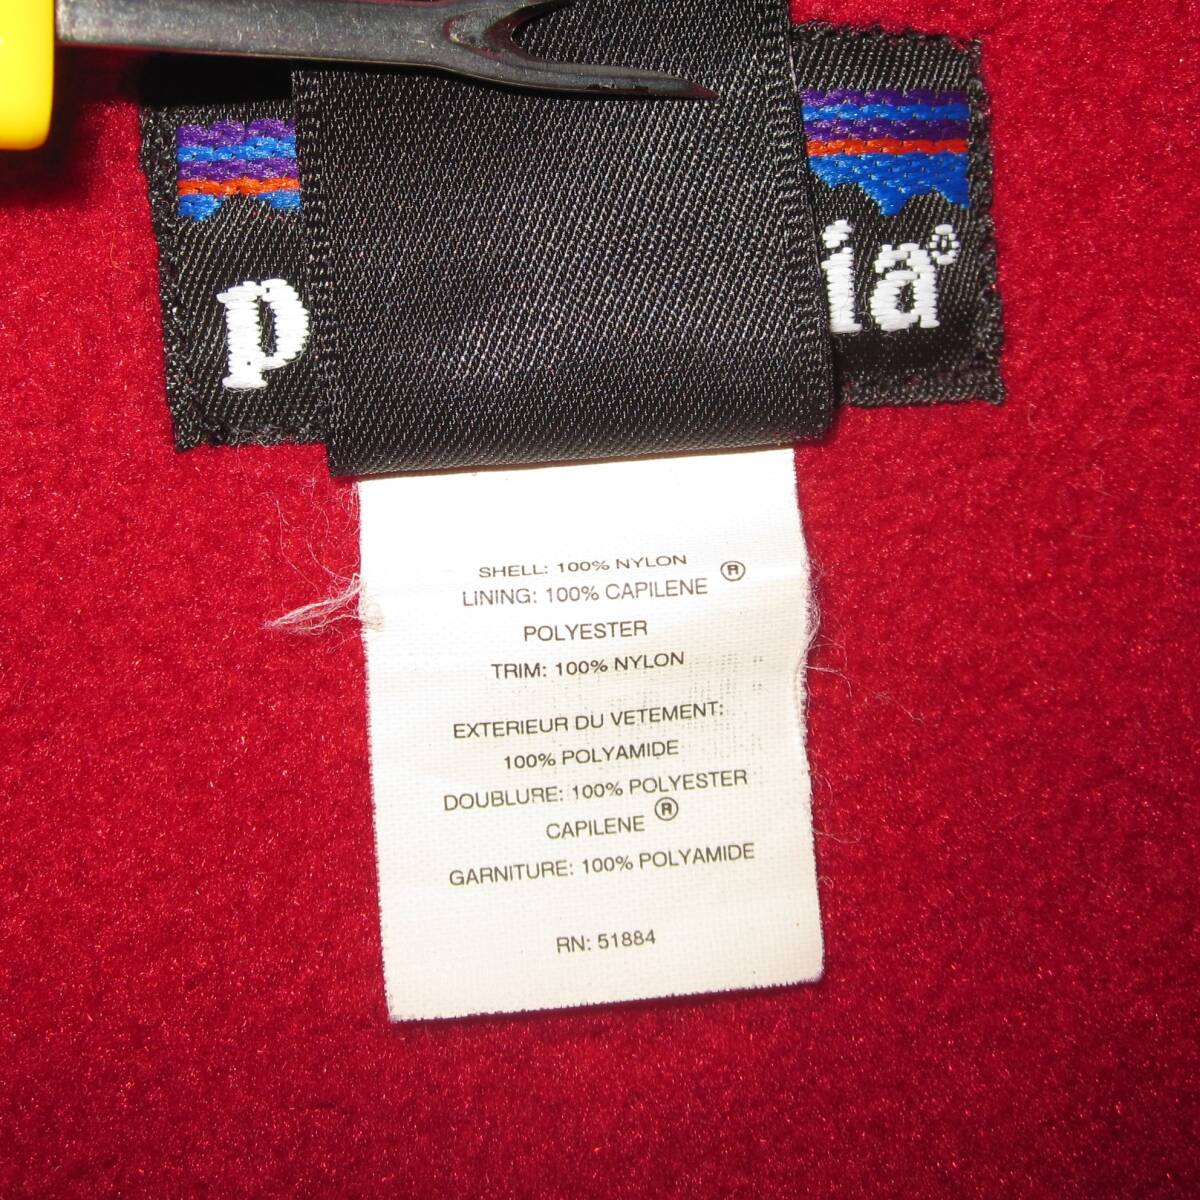 p ia®
SHELL: 100% NYLON
LINING: 100% CAPILENE ®
POLYESTER
TRIM: 100% NYLON
EXTERIEUR DU VETEMENT:
100% POLYAMIDE
DOUBLURE: 100% POLYESTER
CAPILENE ®
GARNITURE: 100% POLYAMIDE
RN: 51884